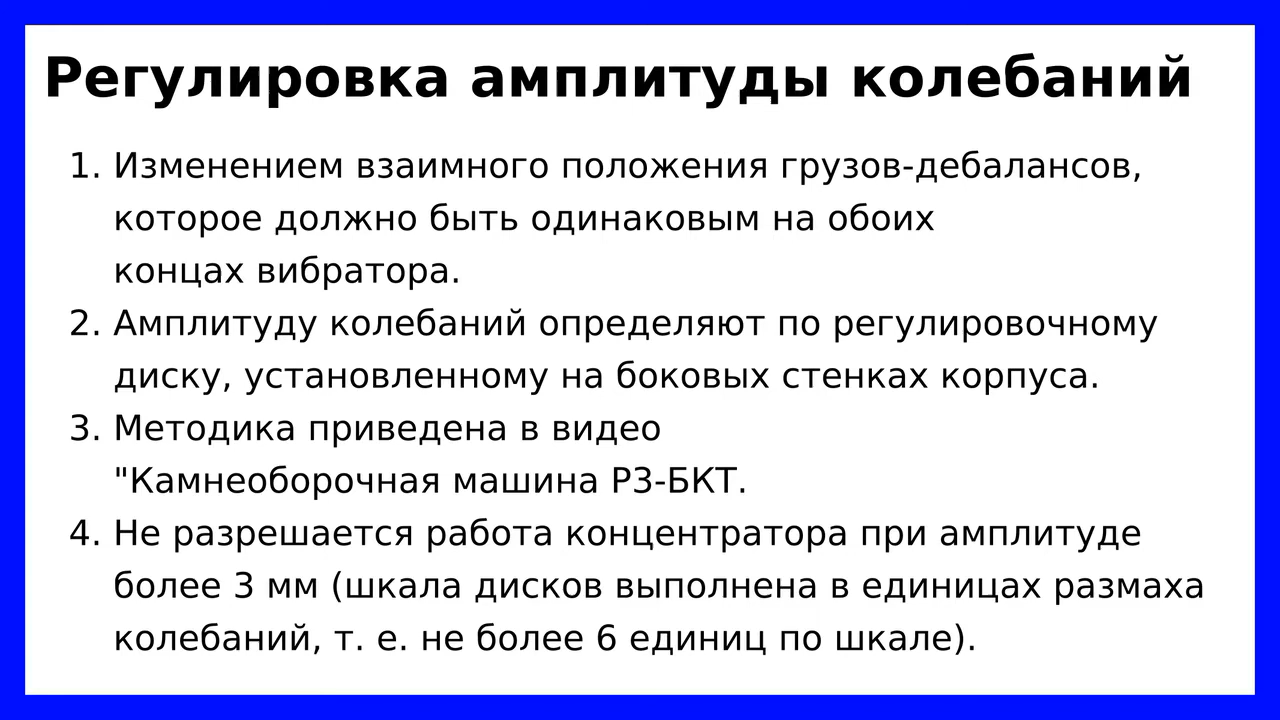 Регулировка амплитуды колебаний
1. Изменением взаимного положения грузов-дебалансов,
которое должно быть одинаковым на обоих
концах вибратора.
2. Амплитуду колебаний определяют по регулировочному
диску, установленному на боковых стенках корпуса.
3. Методика приведена в видео
"Камнеоборочная машина РЗ-БКТ.
4. Не разрешается работа концентратора при амплитуде
более 3 мм (шкала дисков выполнена в единицах размаха
колебаний, т. е. не более 6 единиц по шкале).